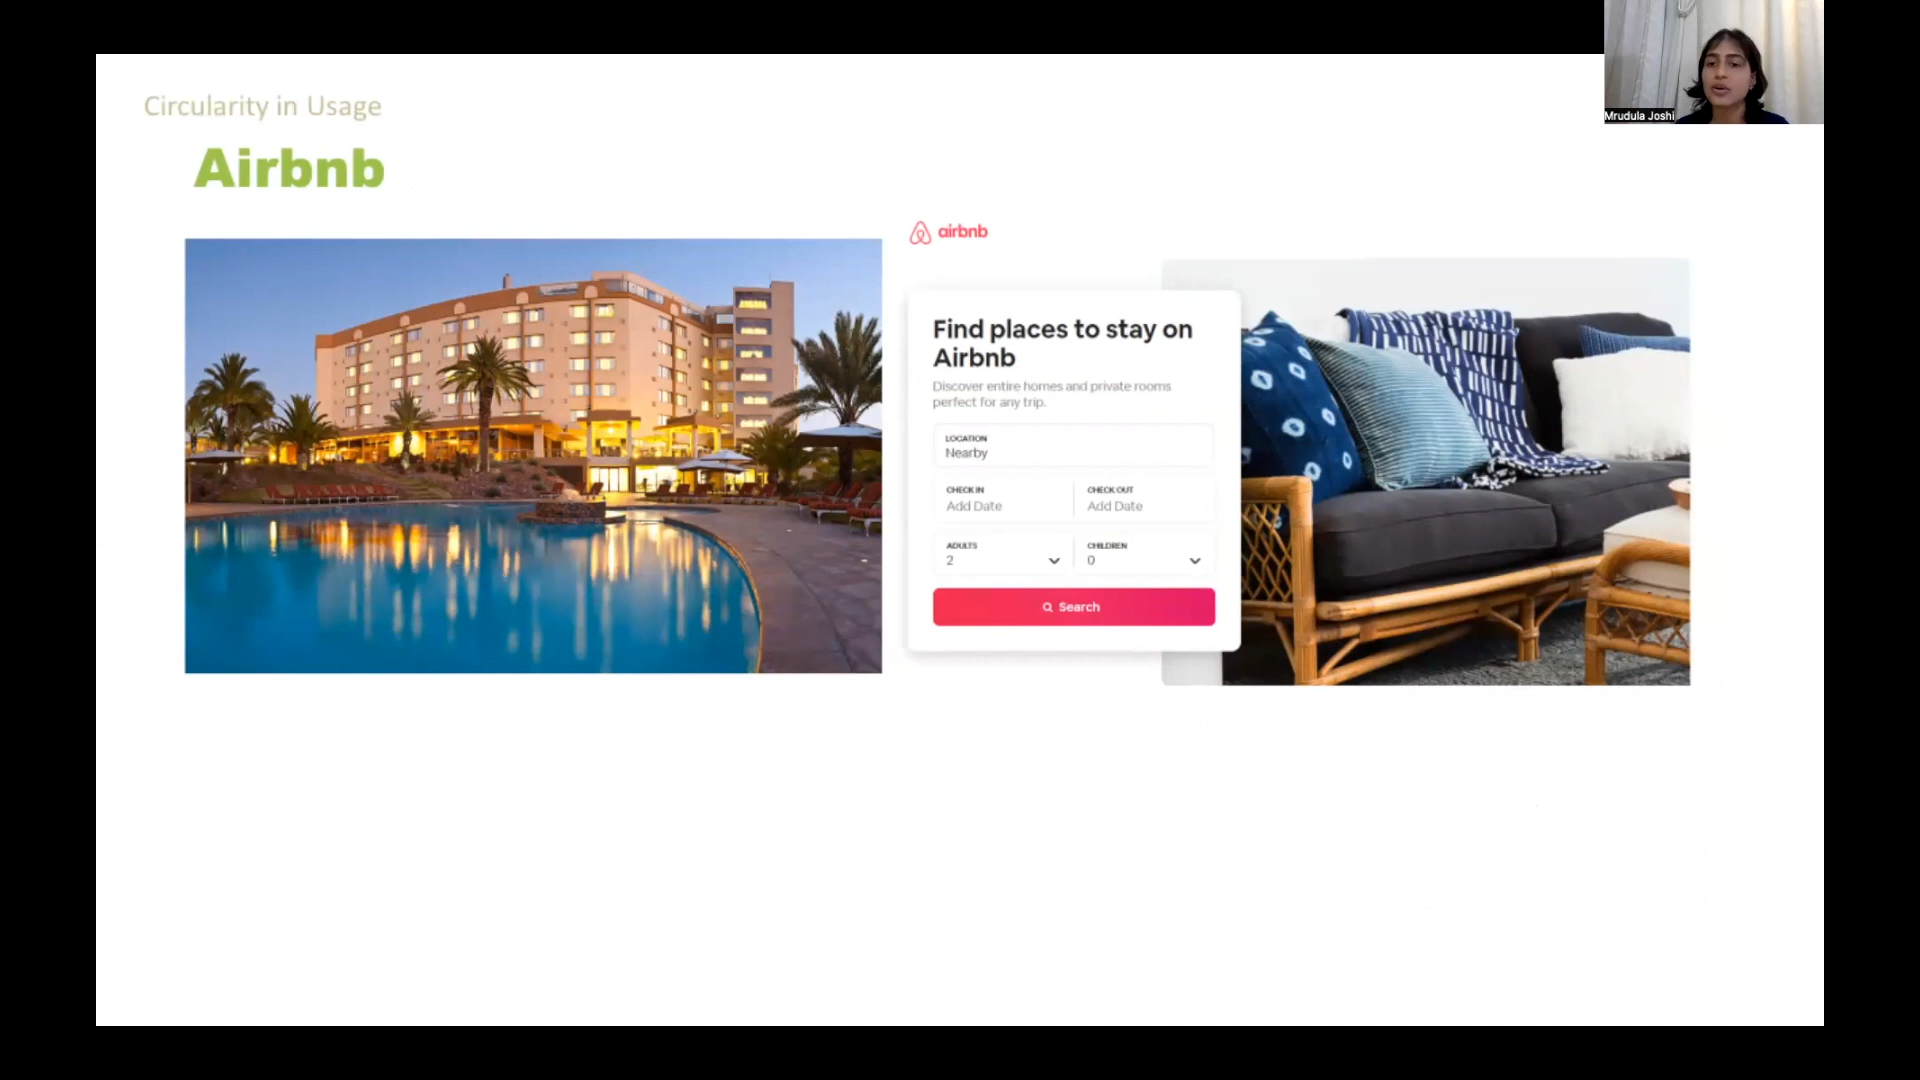 Mrudula Joshi
Circularity in Usage
Airbnb
airbnb
Find places to stay on
Airbnb
Discover entire homes and private rooms
perfect for any trip.
LOCATION
Nearby
CHECK IN
Add Date
CHECK OUT
Add Date
ADULTS
2
CHILDREN
0
Search